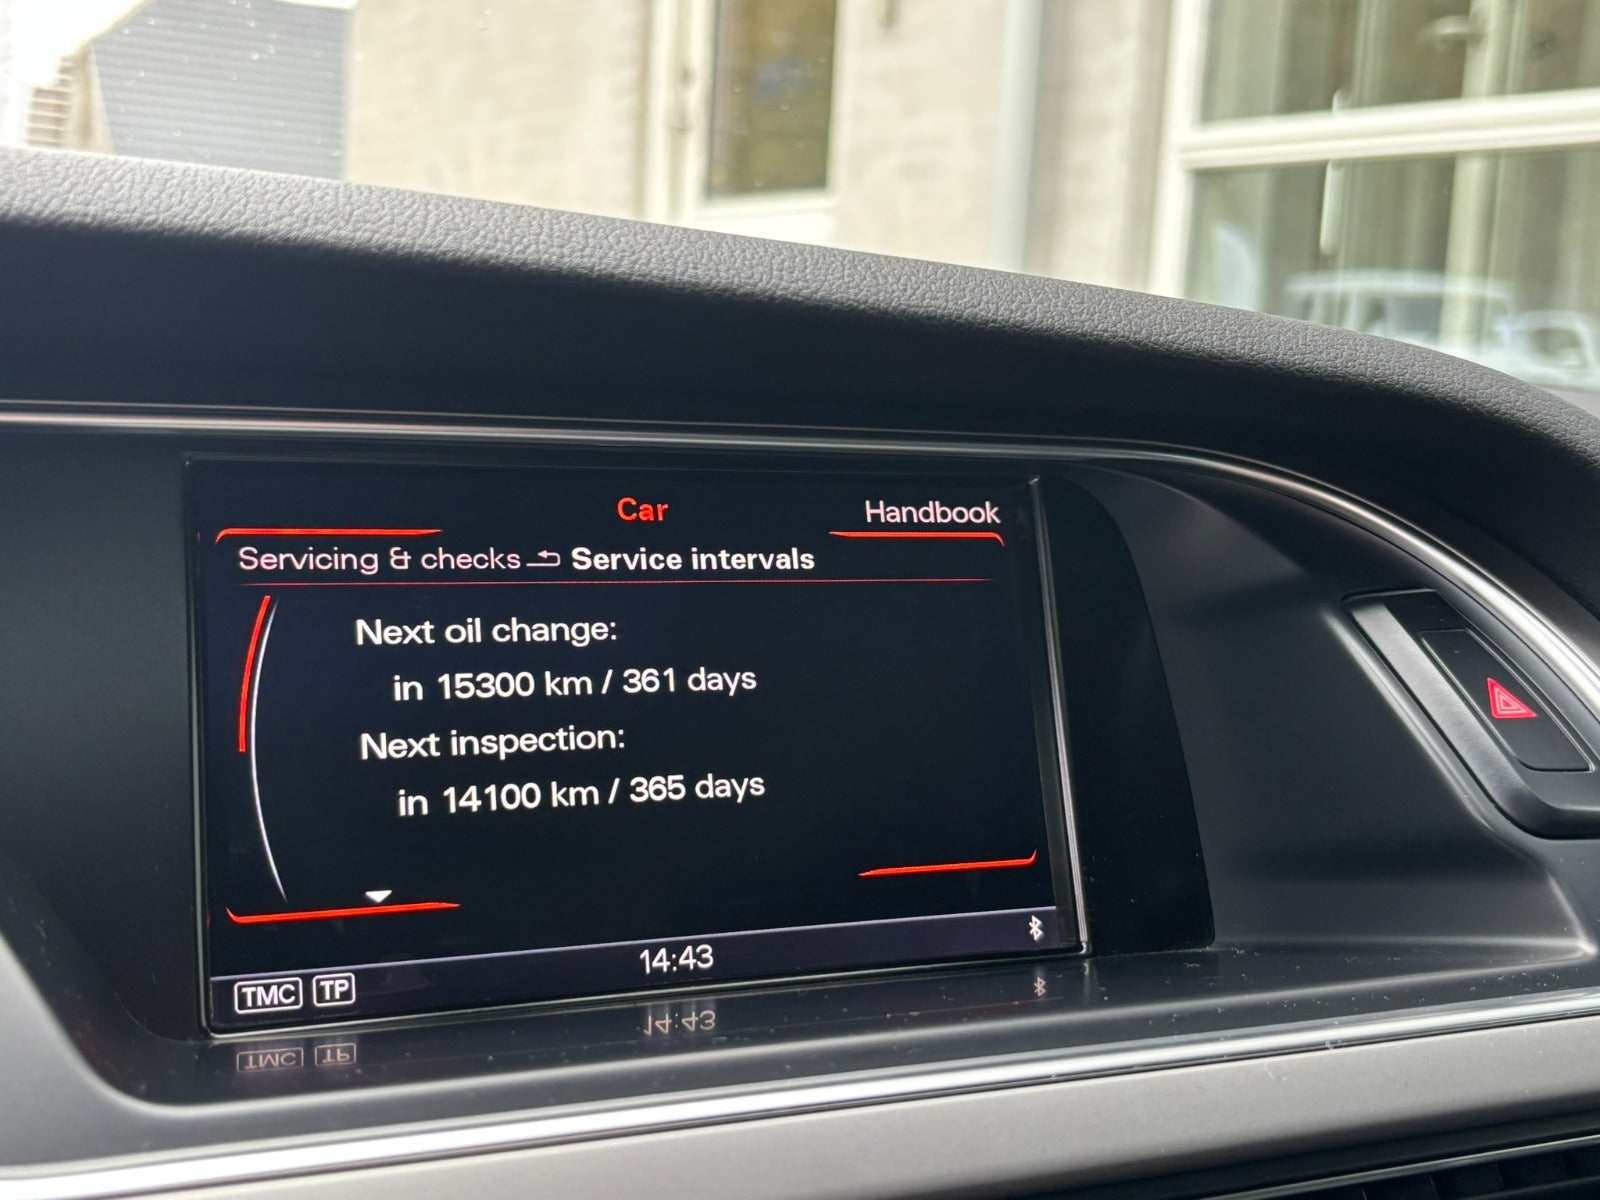 Car
Handbook
Servicing & checks Service intervals
Next oil change:
in 15300 km / 361 days
Next inspection:
in 14100 km / 365 days
TMC TP 14:43